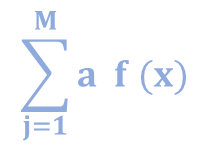 M
∑ a f (x)
j=1